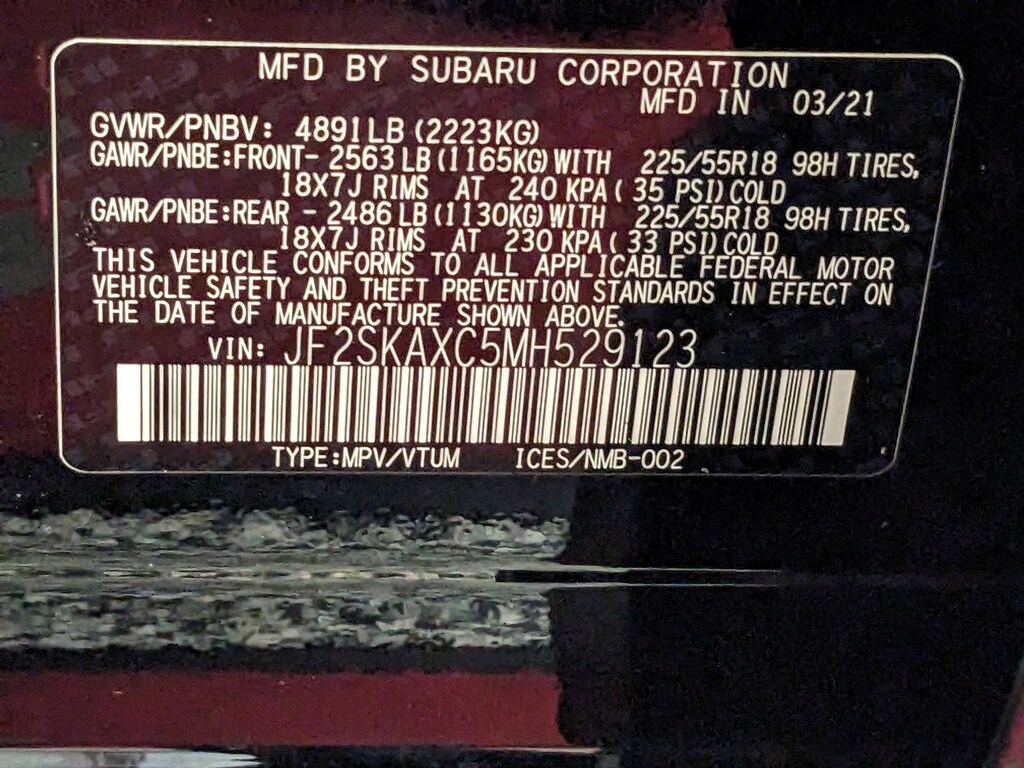 MFD BY SUBARU CORPORATION
MFD IN 03/21
GVWR/PNBV: 4891LB (2223KG)
GAWR/PNBE:FRONT- 2563LB (1165KG) WITH 225/55R18 98H TIRES,
18X7J RIMS AT 240 KPA ( 35 PSI) COLD
GAWR/PNBE:REAR - 2486LB (1130KG) WITH 225/55R18 98H TIRES,
18X7J RIMS AT 230 KPA ( 33 PSI) COLD
THIS VEHICLE CONFORMS TO ALL APPLICABLE FEDERAL MOTOR
VEHICLE SAFETY AND THEFT PREVENTION STANDARDS IN EFFECT ON
THE DATE OF MANUFACTURE SHOWN ABOVE.
VIN: JF2SKAXC5MH529123
TYPE:MPV/VTUM ICES/NMB-002